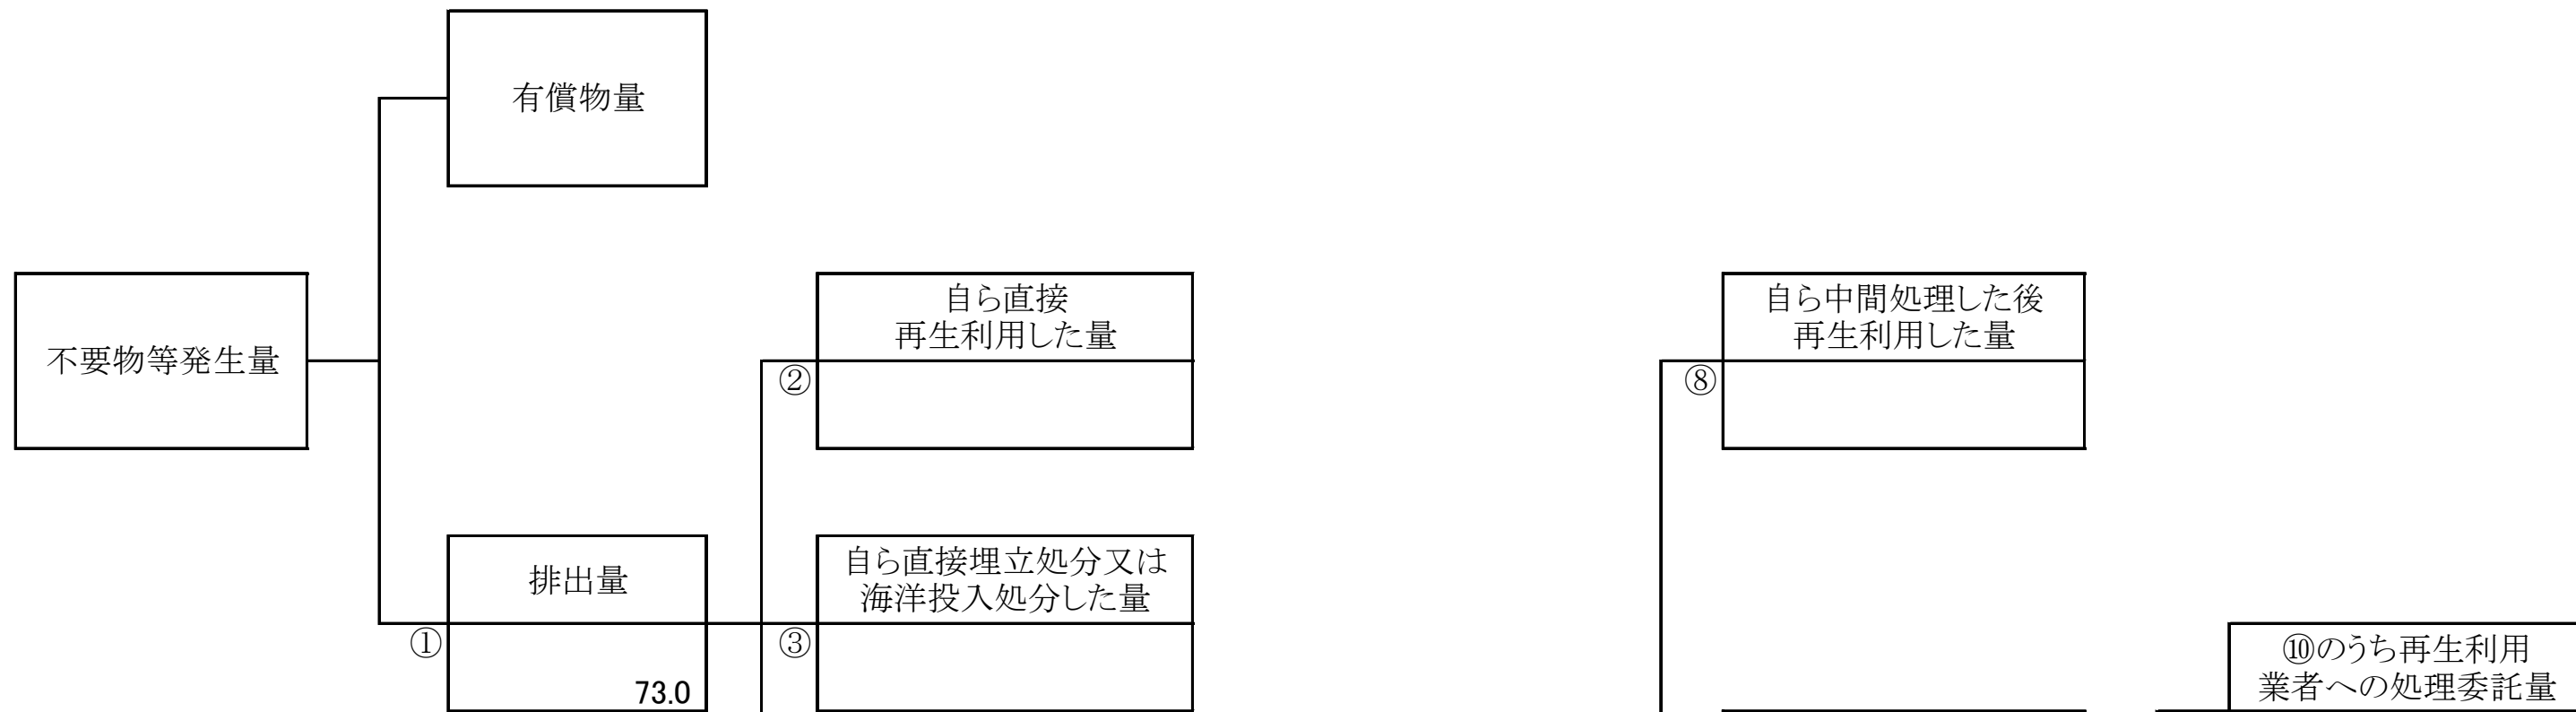 有償物量
不要物等発生量
自ら直接
再生利用した量
②
自ら中間処理した後
再生利用した量
⑧
排出量
①
73.0
自ら直接埋立処分又は
海洋投入処分した量
③
⑩のうち再生利用
業者への処理委託量